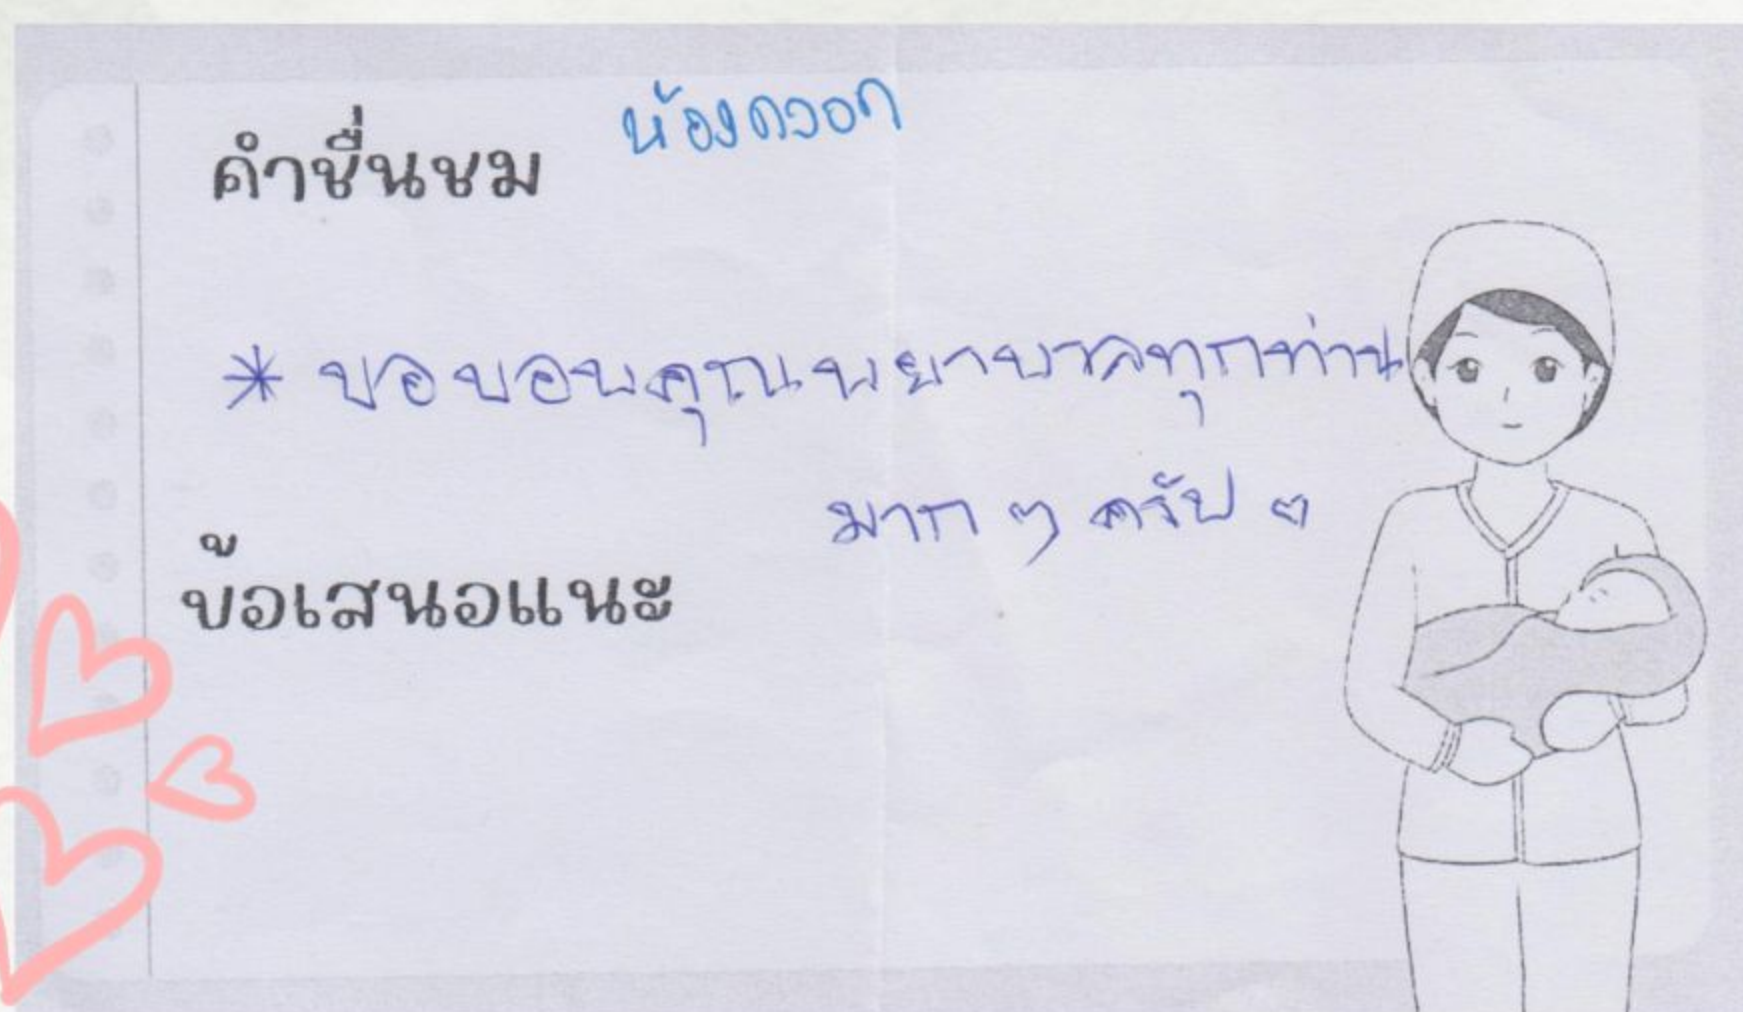 คำชื่นชม ห้องคลอด
* ขอขอบคุณพยาบาลทุกท่าน
มาก ๆ ครับ
ข้อเสนอแนะ